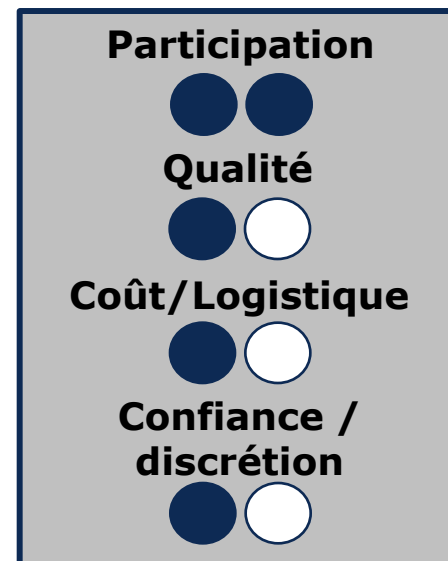 Participation
Qualité
Coût/Logistique
Confiance /
discrétion